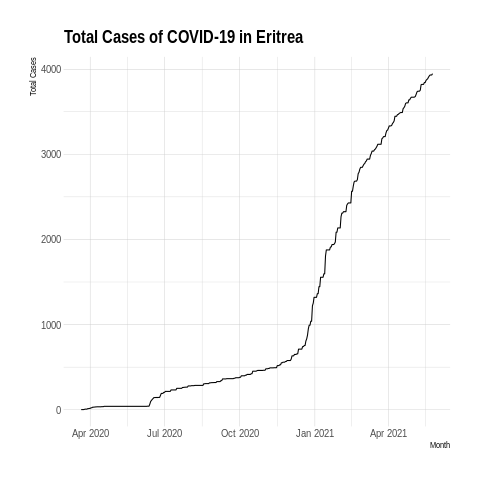 Total Cases of COVID-19 in Eritrea
Total Cases
4000
3000
2000
1000
0
Apr 2020 Jul 2020 Oct 2020 Jan 2021 Apr 2021
Month